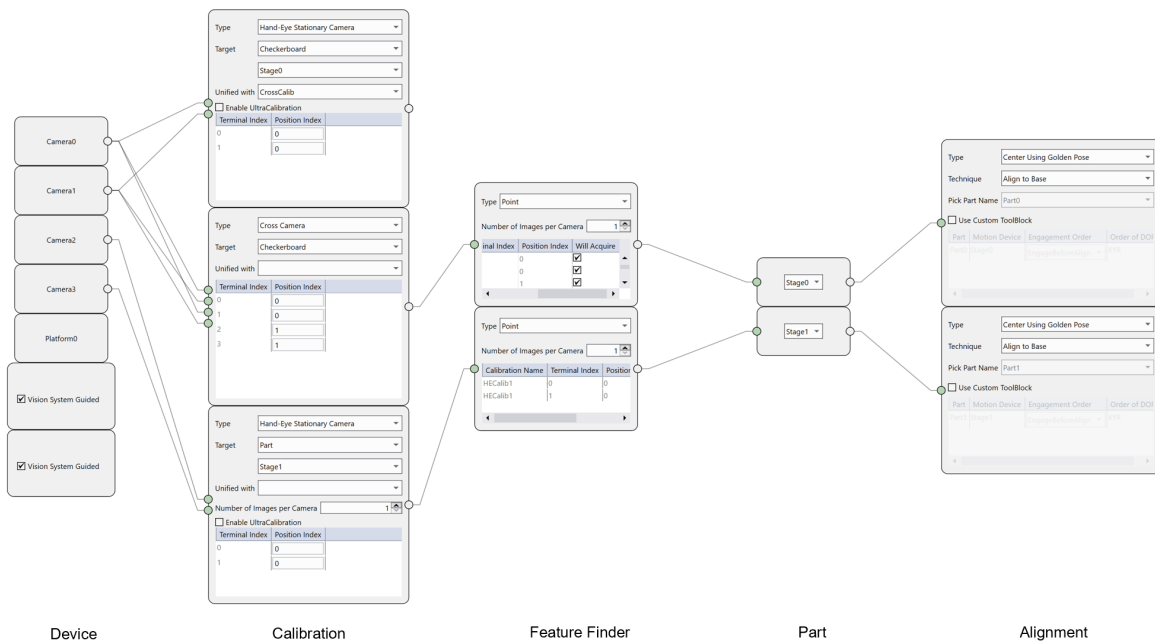 Camera0
Camera1
Camera2
Camera3
Platform0
Vision System Guided
Vision System Guided
Type Hand-Eye Stationary Camera
Target Checkerboard
Stage0
Unified with CrossCalib
Enable UltraCalibration
Terminal Index Position Index
0 0
1 0
Type Cross Camera
Target Checkerboard
Unified with
Terminal Index Position Index
0 0
1 0
2 1
3 1
Type Hand-Eye Stationary Camera
Target Part
Stage1
Unified with
Number of Images per Camera 1
Enable UltraCalibration
Terminal Index Position Index
0 0
1 0
Type Point
Number of Images per Camera 1
inal Index Position Index Will Acquire
0
0
1
Type Point
Number of Images per Camera 1
Calibration Name Terminal Index Position
HECalib1 0 0
HECalib1 1 0
Stage0
Stage1
Type Center Using Golden Pose
Technique Align to Base
Pick Part Name Part0
Use Custom ToolBlock
Part Motion Device Engagement Order Order of DOF
Type Center Using Golden Pose
Technique Align to Base
Pick Part Name Part1
Use Custom ToolBlock
Part Motion Device Engagement Order Order of DOF
Device Calibration Feature Finder Part Alignment